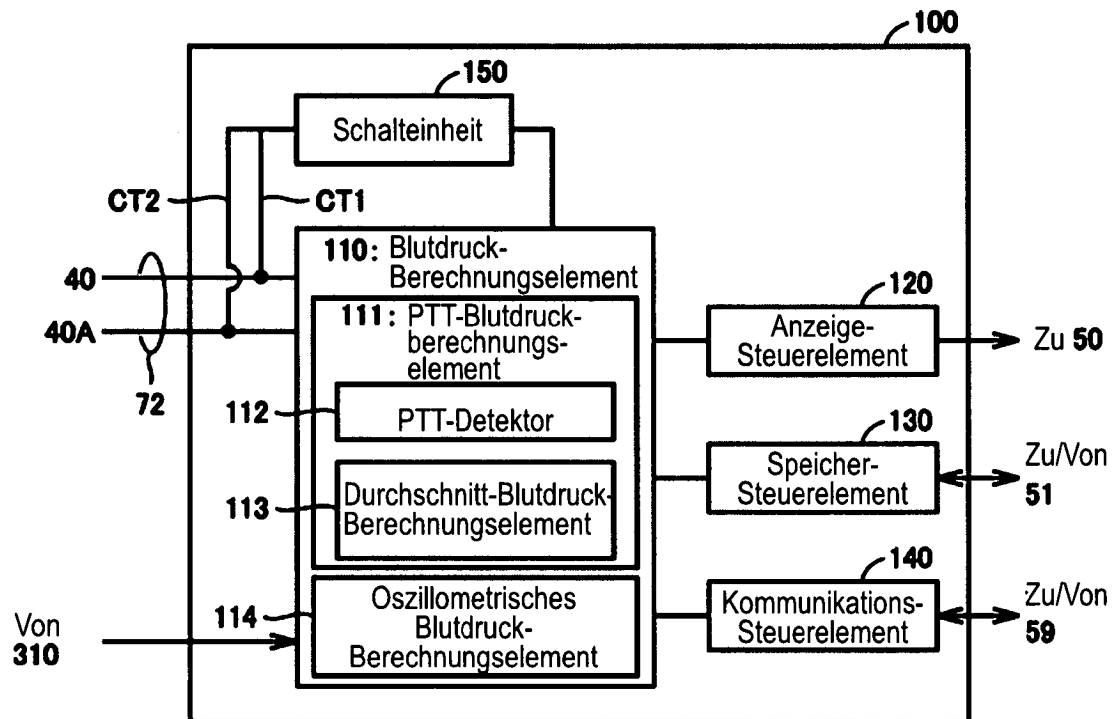 100
150
Schalteinheit
CT2
CT1
40
40A
72
110: Blutdruck-
Berechnungselement
111: PTT-Blutdruck-
berechnungs-
element
112
PTT-Detektor
113
Durchschnitt-Blutdruck-
Berechnungselement
114
Oszillometrisches
Blutdruck-
Berechnungselement
Von
310
120
Anzeige-
Steuerelement
Zu 50
130
Speicher-
Steuerelement
Zu/Von
51
140
Kommunikations-
Steuerelement
Zu/Von
59